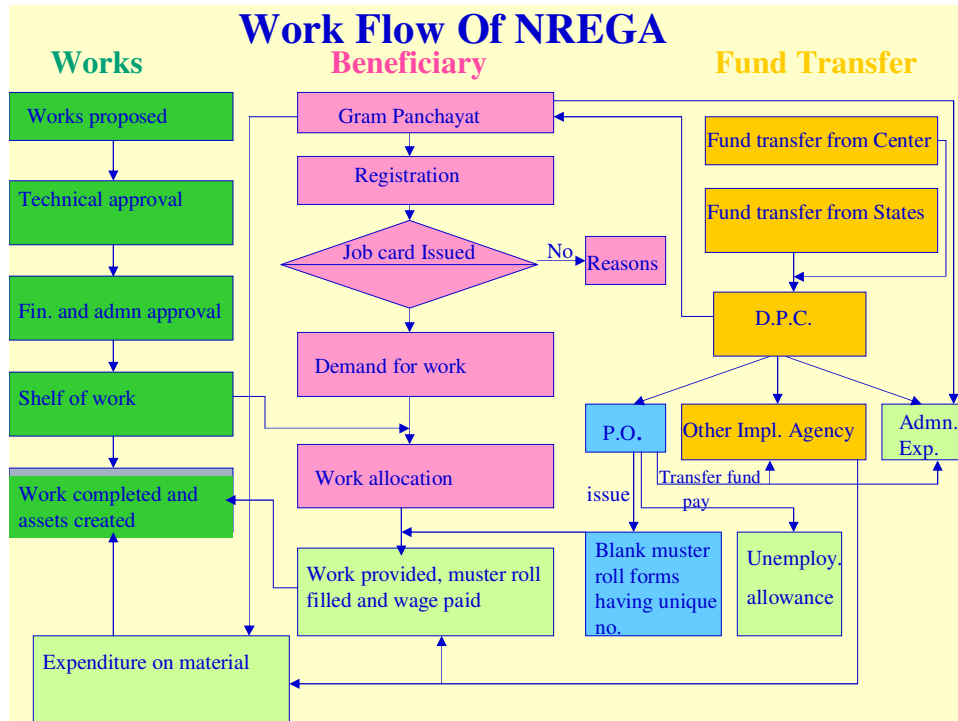 Work Flow Of NREGA
Works
Beneficiary
Fund Transfer
Works proposed
Technical approval
Fin. and admn approval
Shelf of work
Work completed and
assets created
Expenditure on material
Gram Panchayat
Registration
Job card Issued
No
Reasons
Demand for work
Work allocation
Work provided, muster roll
filled and wage paid
Fund transfer from Center
Fund transfer from States
D.P.C.
P.O.
Other Impl. Agency
Admn.
Exp.
issue
Transfer fund
pay
Blank muster
roll forms
having unique
no.
Unemploy.
allowance